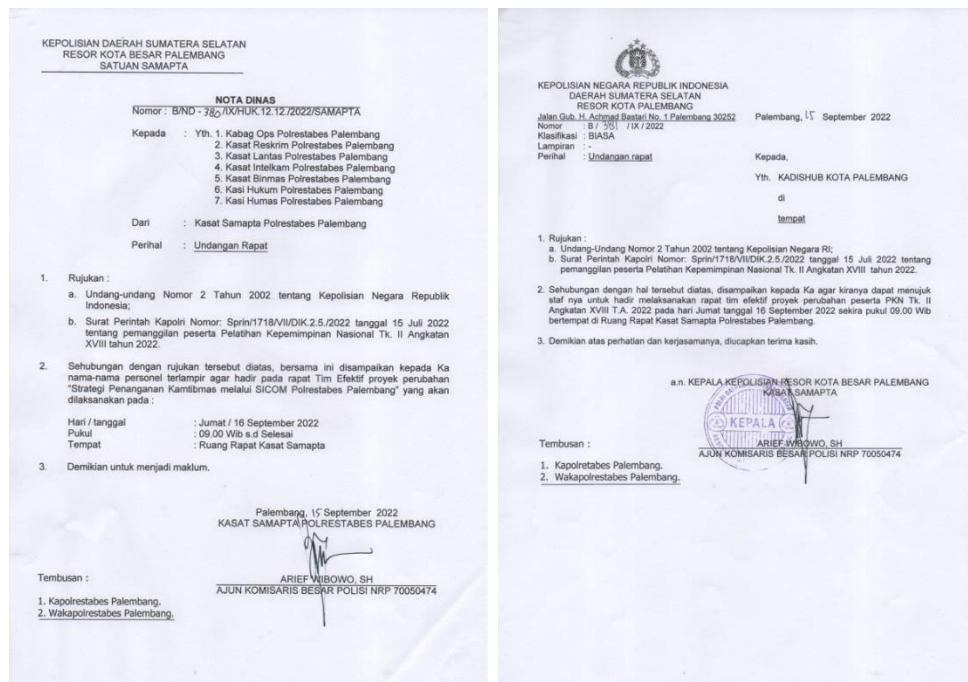 KEPOLISIAN DAERAH SUMATERA SELATAN
RESOR KOTA BESAR PALEMBANG
SATUAN SAMAPTA
NOTA DINAS
Nomor : B/ND - 380/IX/HUK.12.12./2022/SAMAPTA
Kepada : Yth. 1. Kabag Ops Polrestabes Palembang
2. Kasat Reskrim Polrestabes Palembang
3. Kasat Lantas Polrestabes Palembang
4. Kasat Intelkam Polrestabes Palembang
5. Kasat Binmas Polrestabes Palembang
6. Kasi Hukum Polrestabes Palembang
7. Kasi Humas Polrestabes Palembang
Dari : Kasat Samapta Polrestabes Palembang
Perihal : Undangan Rapat
1. Rujukan :
a. Undang-undang Nomor 2 Tahun 2002 tentang Kepolisian Negara Republik
Indonesia;
b. Surat Perintah Kapolri Nomor: Sprin/1718/VII/DIK.2.5./2022 tanggal 15 Juli 2022
tentang pemanggilan peserta Pelatihan Kepemimpinan Nasional Tk. II Angkatan
XVIII tahun 2022.
2. Sehubungan dengan rujukan tersebut diatas, bersama ini disampaikan kepada Ka
nama-nama personel terlampir agar hadir pada rapat Tim Efektif proyek perubahan
"Strategi Penanganan Kamtibmas melalui SICOM Polrestabes Palembang" yang akan
dilaksanakan pada :
Hari / tanggal : Jumat / 16 September 2022
Pukul : 09.00 Wib s.d Selesai
Tempat : Ruang Rapat Kasat Samapta
3. Demikian untuk menjadi maklum.
Palembang, 15 September 2022
KASAT SAMAPTA POLRESTABES PALEMBANG
ARIEF WIBOWO, SH
AJUN KOMISARIS BESAR POLISI NRP 70050474
Tembusan :
1. Kapolrestabes Palembang.
2. Wakapolrestabes Palembang.
KEPOLISIAN NEGARA REPUBLIK INDONESIA
DAERAH SUMATERA SELATAN
RESOR KOTA PALEMBANG
Jalan Gub. H. Achmad Bastari No. 1 Palembang 30252
Palembang, 15 September 2022
Nomor : B / 381 / IX / 2022
Klasifikasi : BIASA
Lampiran : -
Perihal : Undangan rapat
Kepada,
Yth. KADISHUB KOTA PALEMBANG
di
tempat
1. Rujukan :
a. Undang-Undang Nomor 2 Tahun 2002 tentang Kepolisian Negara RI;
b. Surat Perintah Kapolri Nomor: Sprin/1718/VII/DIK.2.5./2022 tanggal 15 Juli 2022 tentang
pemanggilan peserta Pelatihan Kepemimpinan Nasional Tk. II Angkatan XVIII tahun 2022.
2. Sehubungan dengan hal tersebut diatas, disampaikan kepada Ka agar kiranya dapat menujuk
staf nya untuk hadir melaksanakan rapat tim efektif proyek perubahan peserta PKN Tk. II
Angkatan XVIII T.A. 2022 pada hari Jumat tanggal 16 September 2022 sekira pukul 09.00 Wib
bertempat di Ruang Rapat Kasat Samapta Polrestabes Palembang.
3. Demikian atas perhatian dan kerjasamanya, diucapkan terima kasih.
a.n. KEPALA KEPOLISIAN RESOR KOTA BESAR PALEMBANG
KASAT SAMAPTA
KEPALA
ARIEF WIBOWO, SH
AJUN KOMISARIS BESAR POLISI NRP 70050474
Tembusan :
1. Kapolretabes Palembang.
2. Wakapolrestabes Palembang.